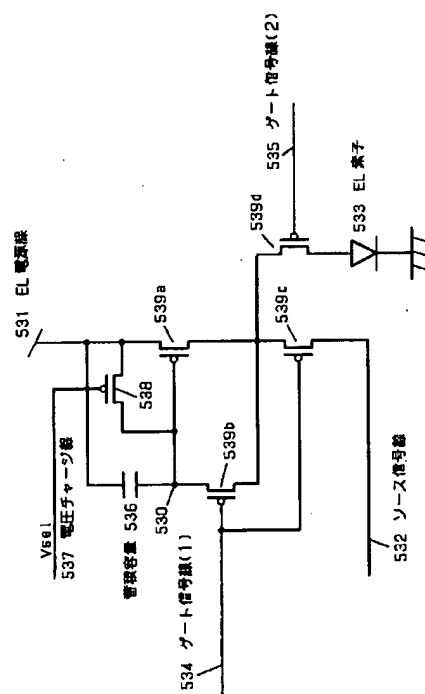 531 EL 電源線
Vsel
537 電圧チャージ線
538
539a
蓄積容量 536
530
539b
539c
539d
535 ゲート信号線(2)
533 EL 素子
534 ゲート信号線(1)
532 ソース信号線